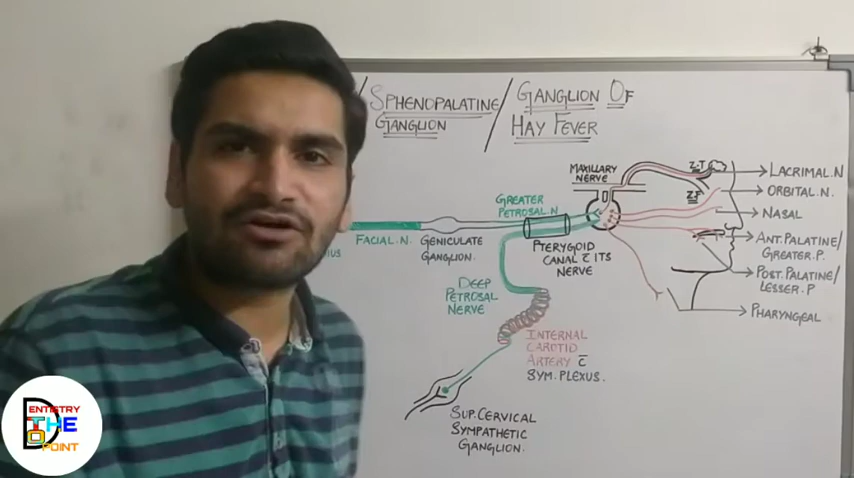 /SPHENOPALATINE/
GANGLION
GANGLION OF
HAY FEVER
MAXILLARY
NERVE
Z.T
Z.F
LACRIMAL.N
ORBITAL.N.
NASAL
ANT.PALATINE/
GREATER.P.
POST.PALATINE/
LESSER.P
PHARYNGEAL
GREATER
PETROSAL.N
FACIAL.N.
GENICULATE
GANGLION.
PTERYGOID
CANAL C̄ ITS
NERVE
DEEP
PETROSAL
NERVE
INTERNAL
CAROTID
ARTERY C̄
SYM.PLEXUS.
SUP.CERVICAL
SYMPATHETIC
GANGLION.
DENTISTRY
THE
TO
POINT